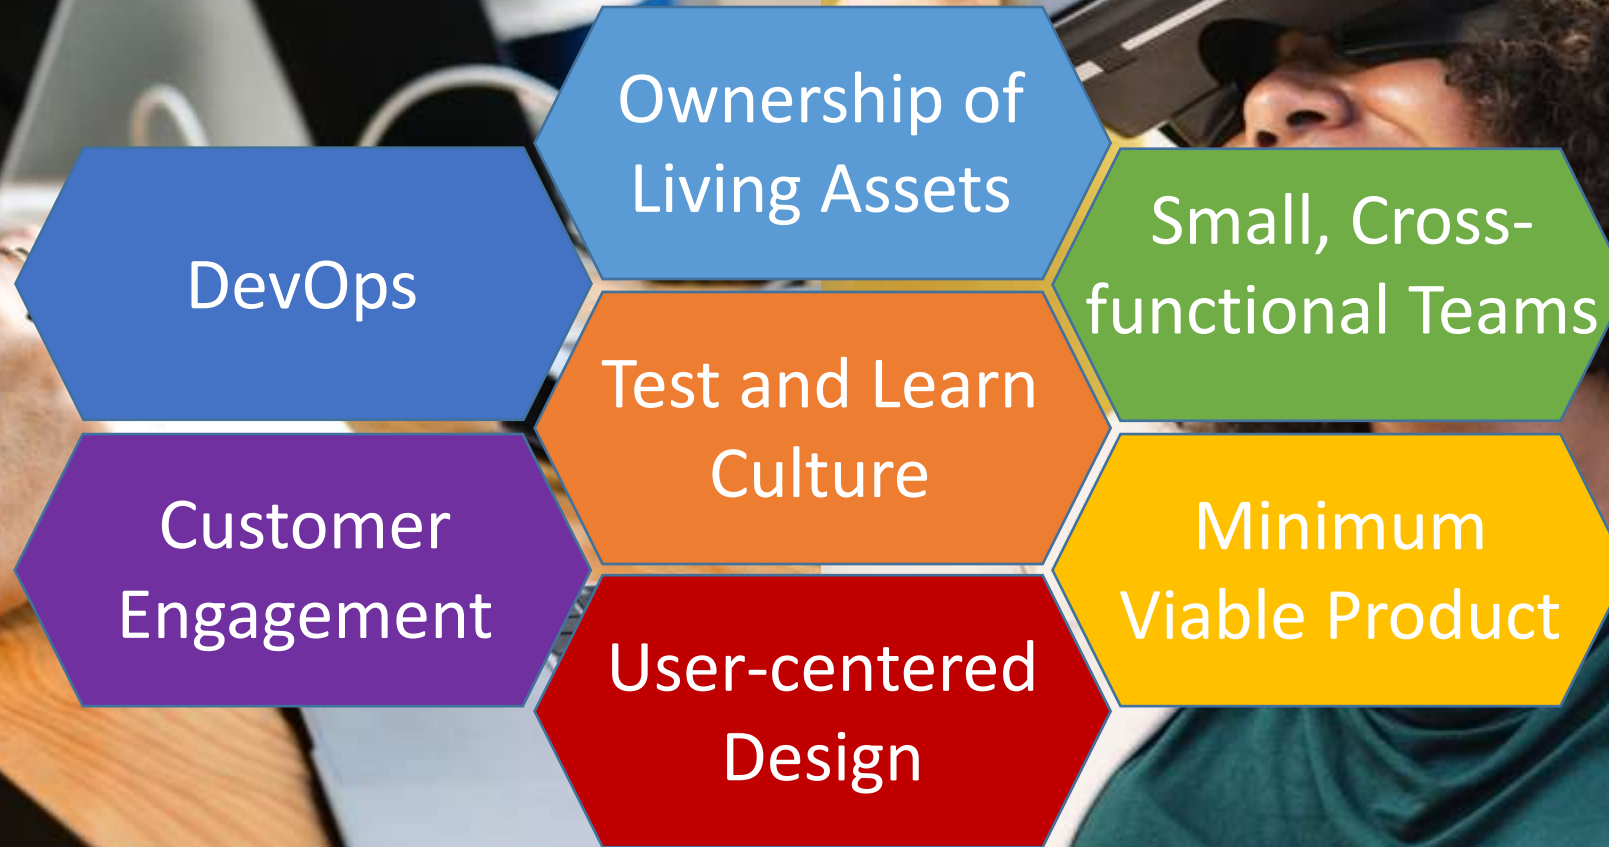 Ownership of
Living Assets
DevOps
Small, Cross-
functional Teams
Test and Learn
Culture
Customer
Engagement
Minimum
Viable Product
User-centered
Design